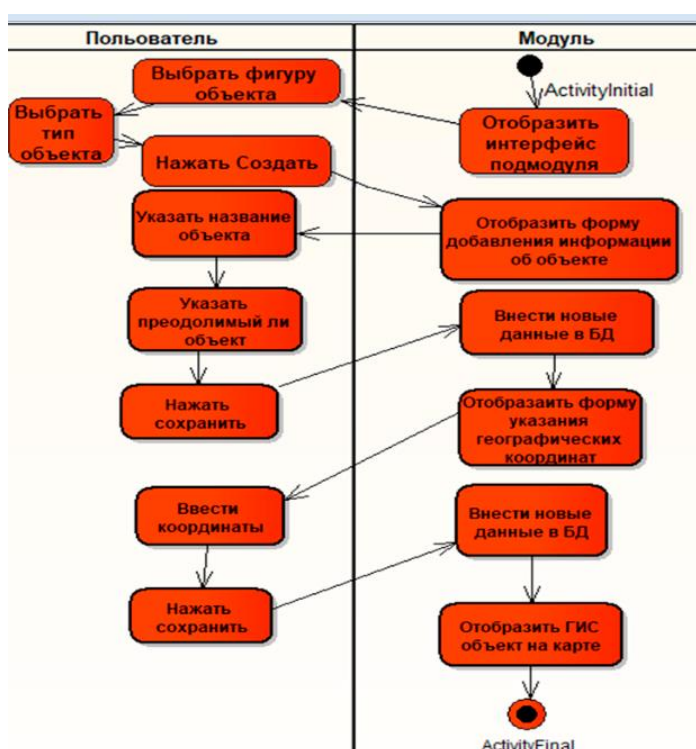 Пользователь
Модуль
ActivityInitial
Отобразить
интерфейс
подмодуля
Выбрать фигуру
объекта
Выбрать
тип
объекта
Нажать Создать
Отобразить форму
добавления информации
об объекте
Указать название
объекта
Указать
преодолимый ли
объект
Нажать
сохранить
Внести новые
данные в БД
Отобразаить форму
указания
географических
координат
Ввести
координаты
Нажать
сохранить
Внести новые
данные в БД
Отобразить ГИС
объект на карте
ActivityFinal